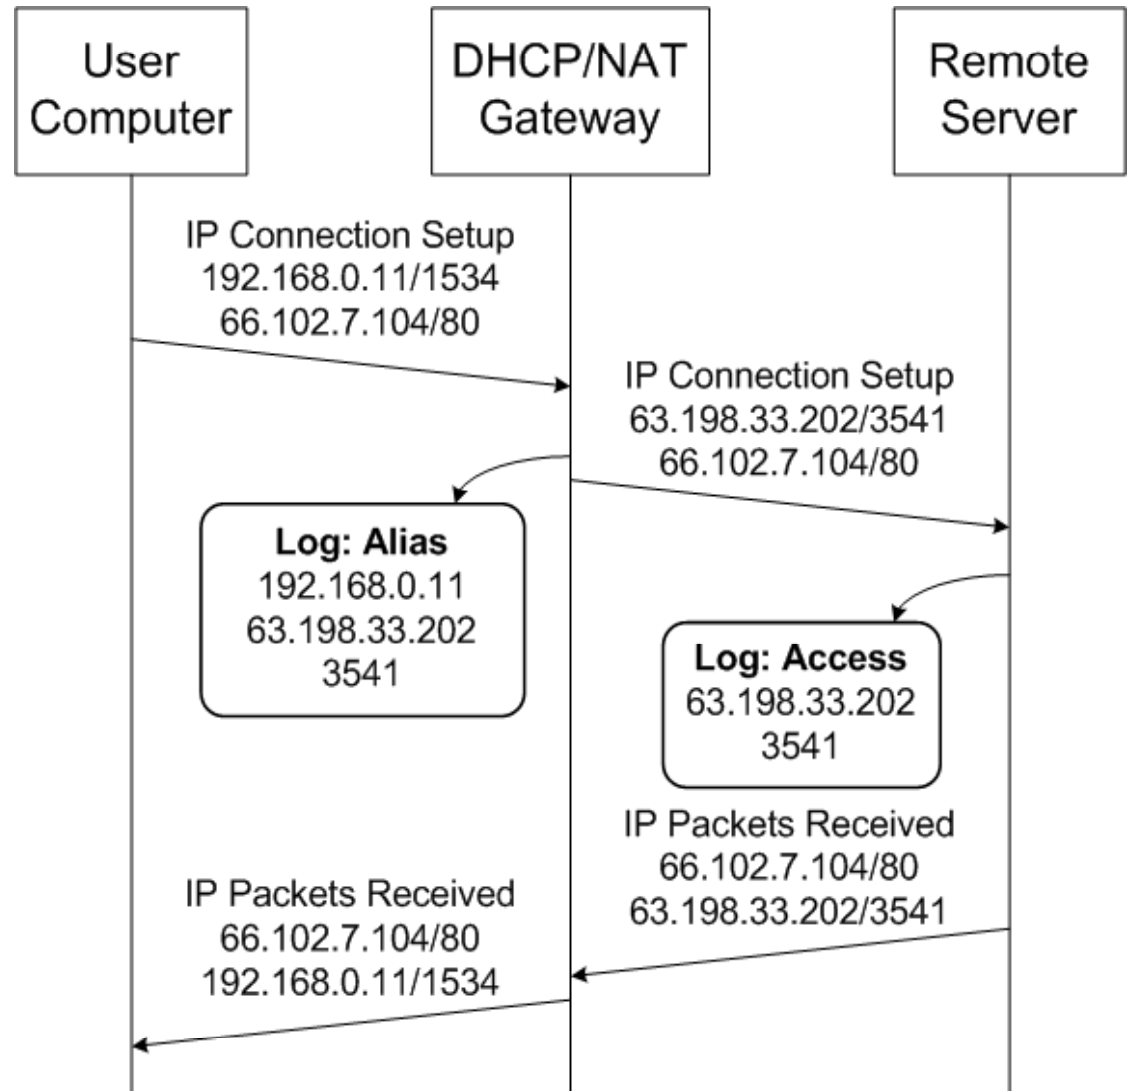 User
Computer
DHCP/NAT
Gateway
Remote
Server
IP Connection Setup
192.168.0.11/1534
66.102.7.104/80
IP Connection Setup
63.198.33.202/3541
66.102.7.104/80
Log: Alias
192.168.0.11
63.198.33.202
3541
Log: Access
63.198.33.202
3541
IP Packets Received
66.102.7.104/80
63.198.33.202/3541
IP Packets Received
66.102.7.104/80
192.168.0.11/1534